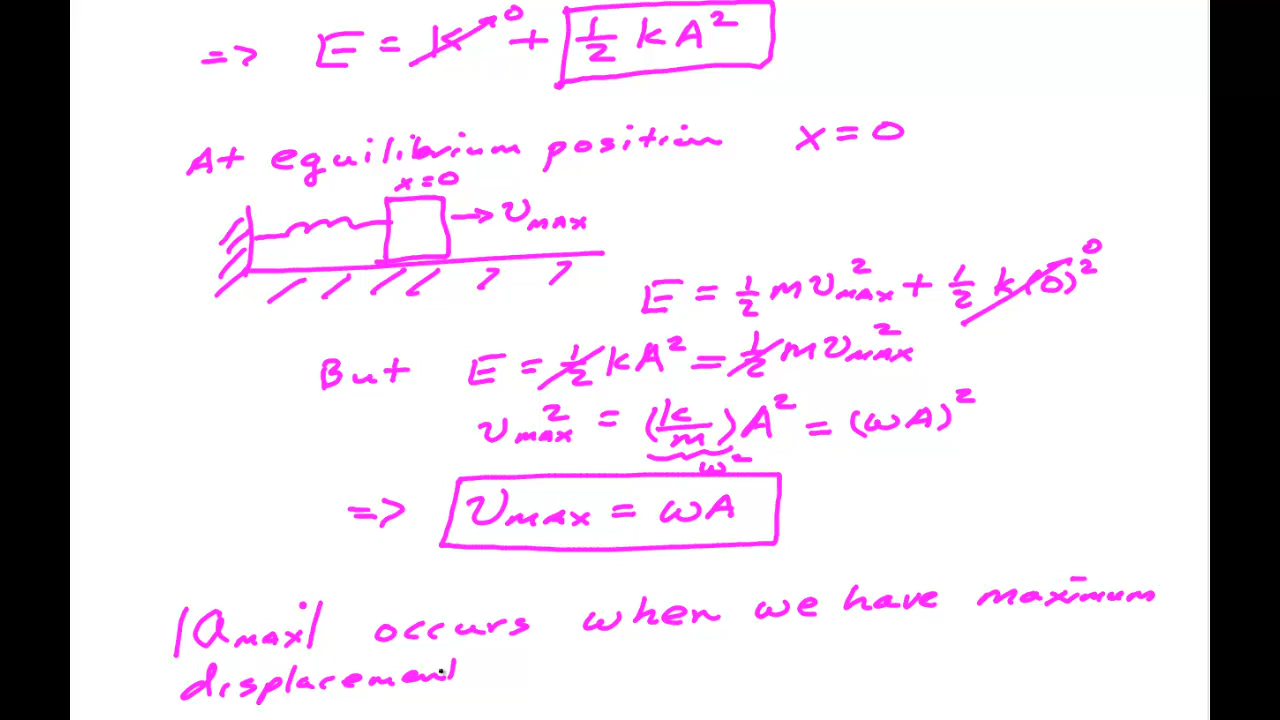 => E = K⁰ + 1/2 kA²
At equilibrium position x = 0
x = 0
v_MAX
E = 1/2 m v_MAX² + 1/2 k(0)² ⁰
But E = 1/2 kA² = 1/2 m v_MAX²
v_MAX² = (k/m)A² = (ωA)²
ω²
=> v_MAX = ωA
|a_MAX| occurs when we have maximum
displacement